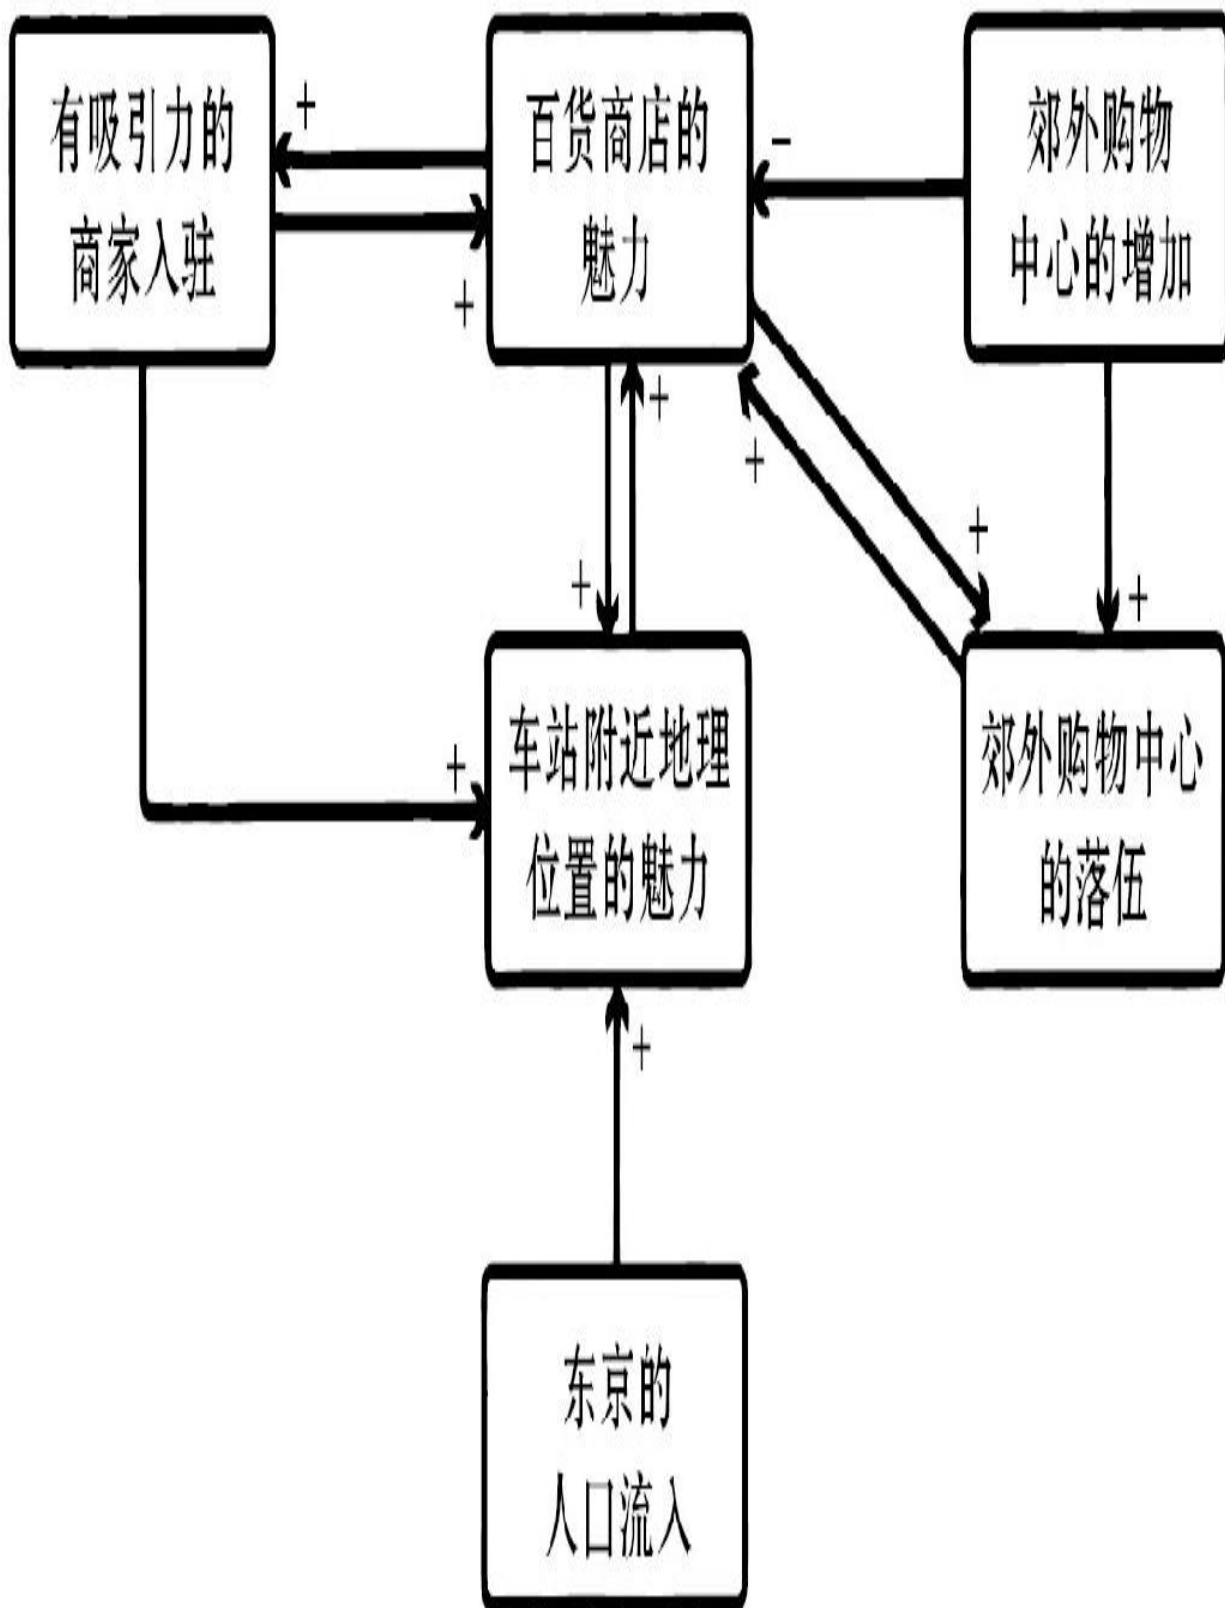 有吸引力的
商家入驻
+
+
百货商店的
魅力
-
郊外购物
中心的增加
+
+
+
+
+
+
车站附近地理
位置的魅力
郊外购物中心
的落伍
+
东京的
人口流入